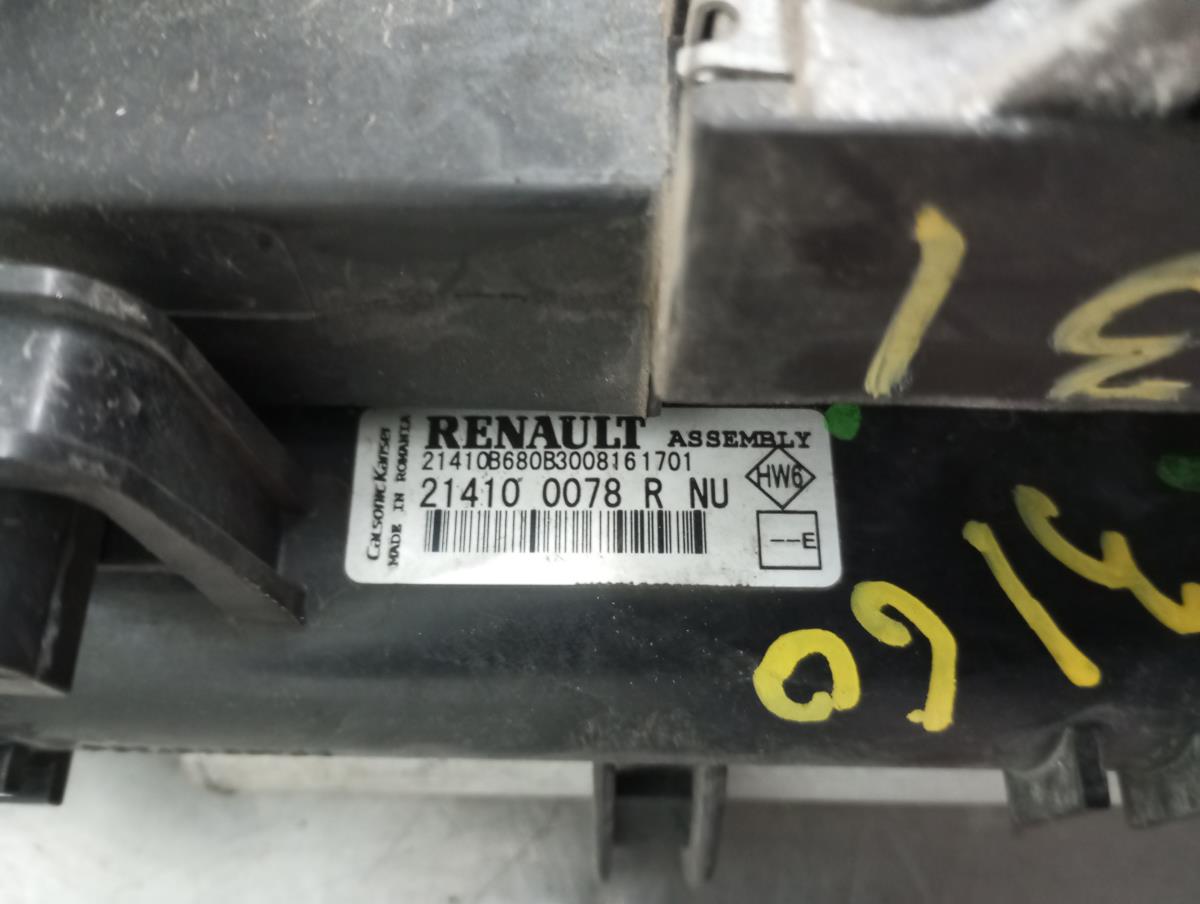 RENAULT ASSEMBLY
21410B680B3008161701
HW6
21410 0078 R NU
--E
CalsonicKansei
MADE IN ROMANIA